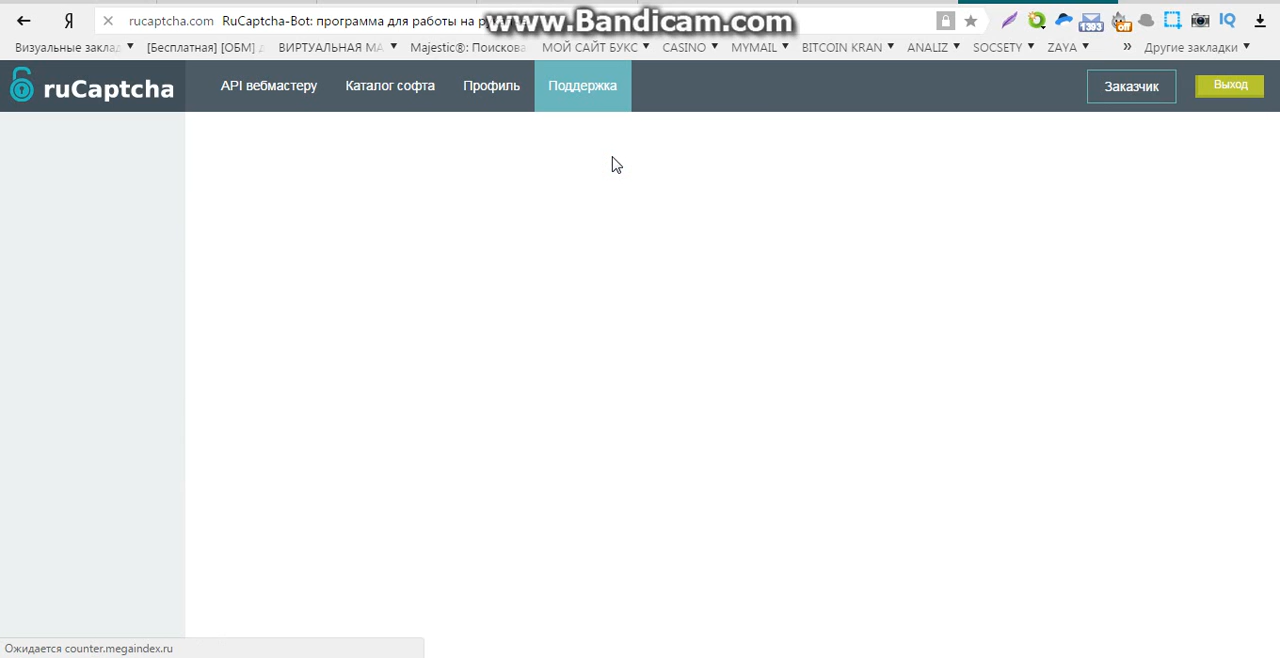 www.Bandicam.com
Я rucaptcha.com RuCaptcha-Bot: программа для работы на
Визуальные заклад [Бесплатная] [ОБМ] ВИРТУАЛЬНАЯ МА Majestic®: Поискова МОЙ САЙТ БУКС CASINO MYMAIL BITCOIN KRAN ANALIZ SOCSETY ZAYA » Другие закладки
ruCaptcha API вебмастеру Каталог софта Профиль Поддержка Заказчик Выход
Ожидается counter.megaindex.ru